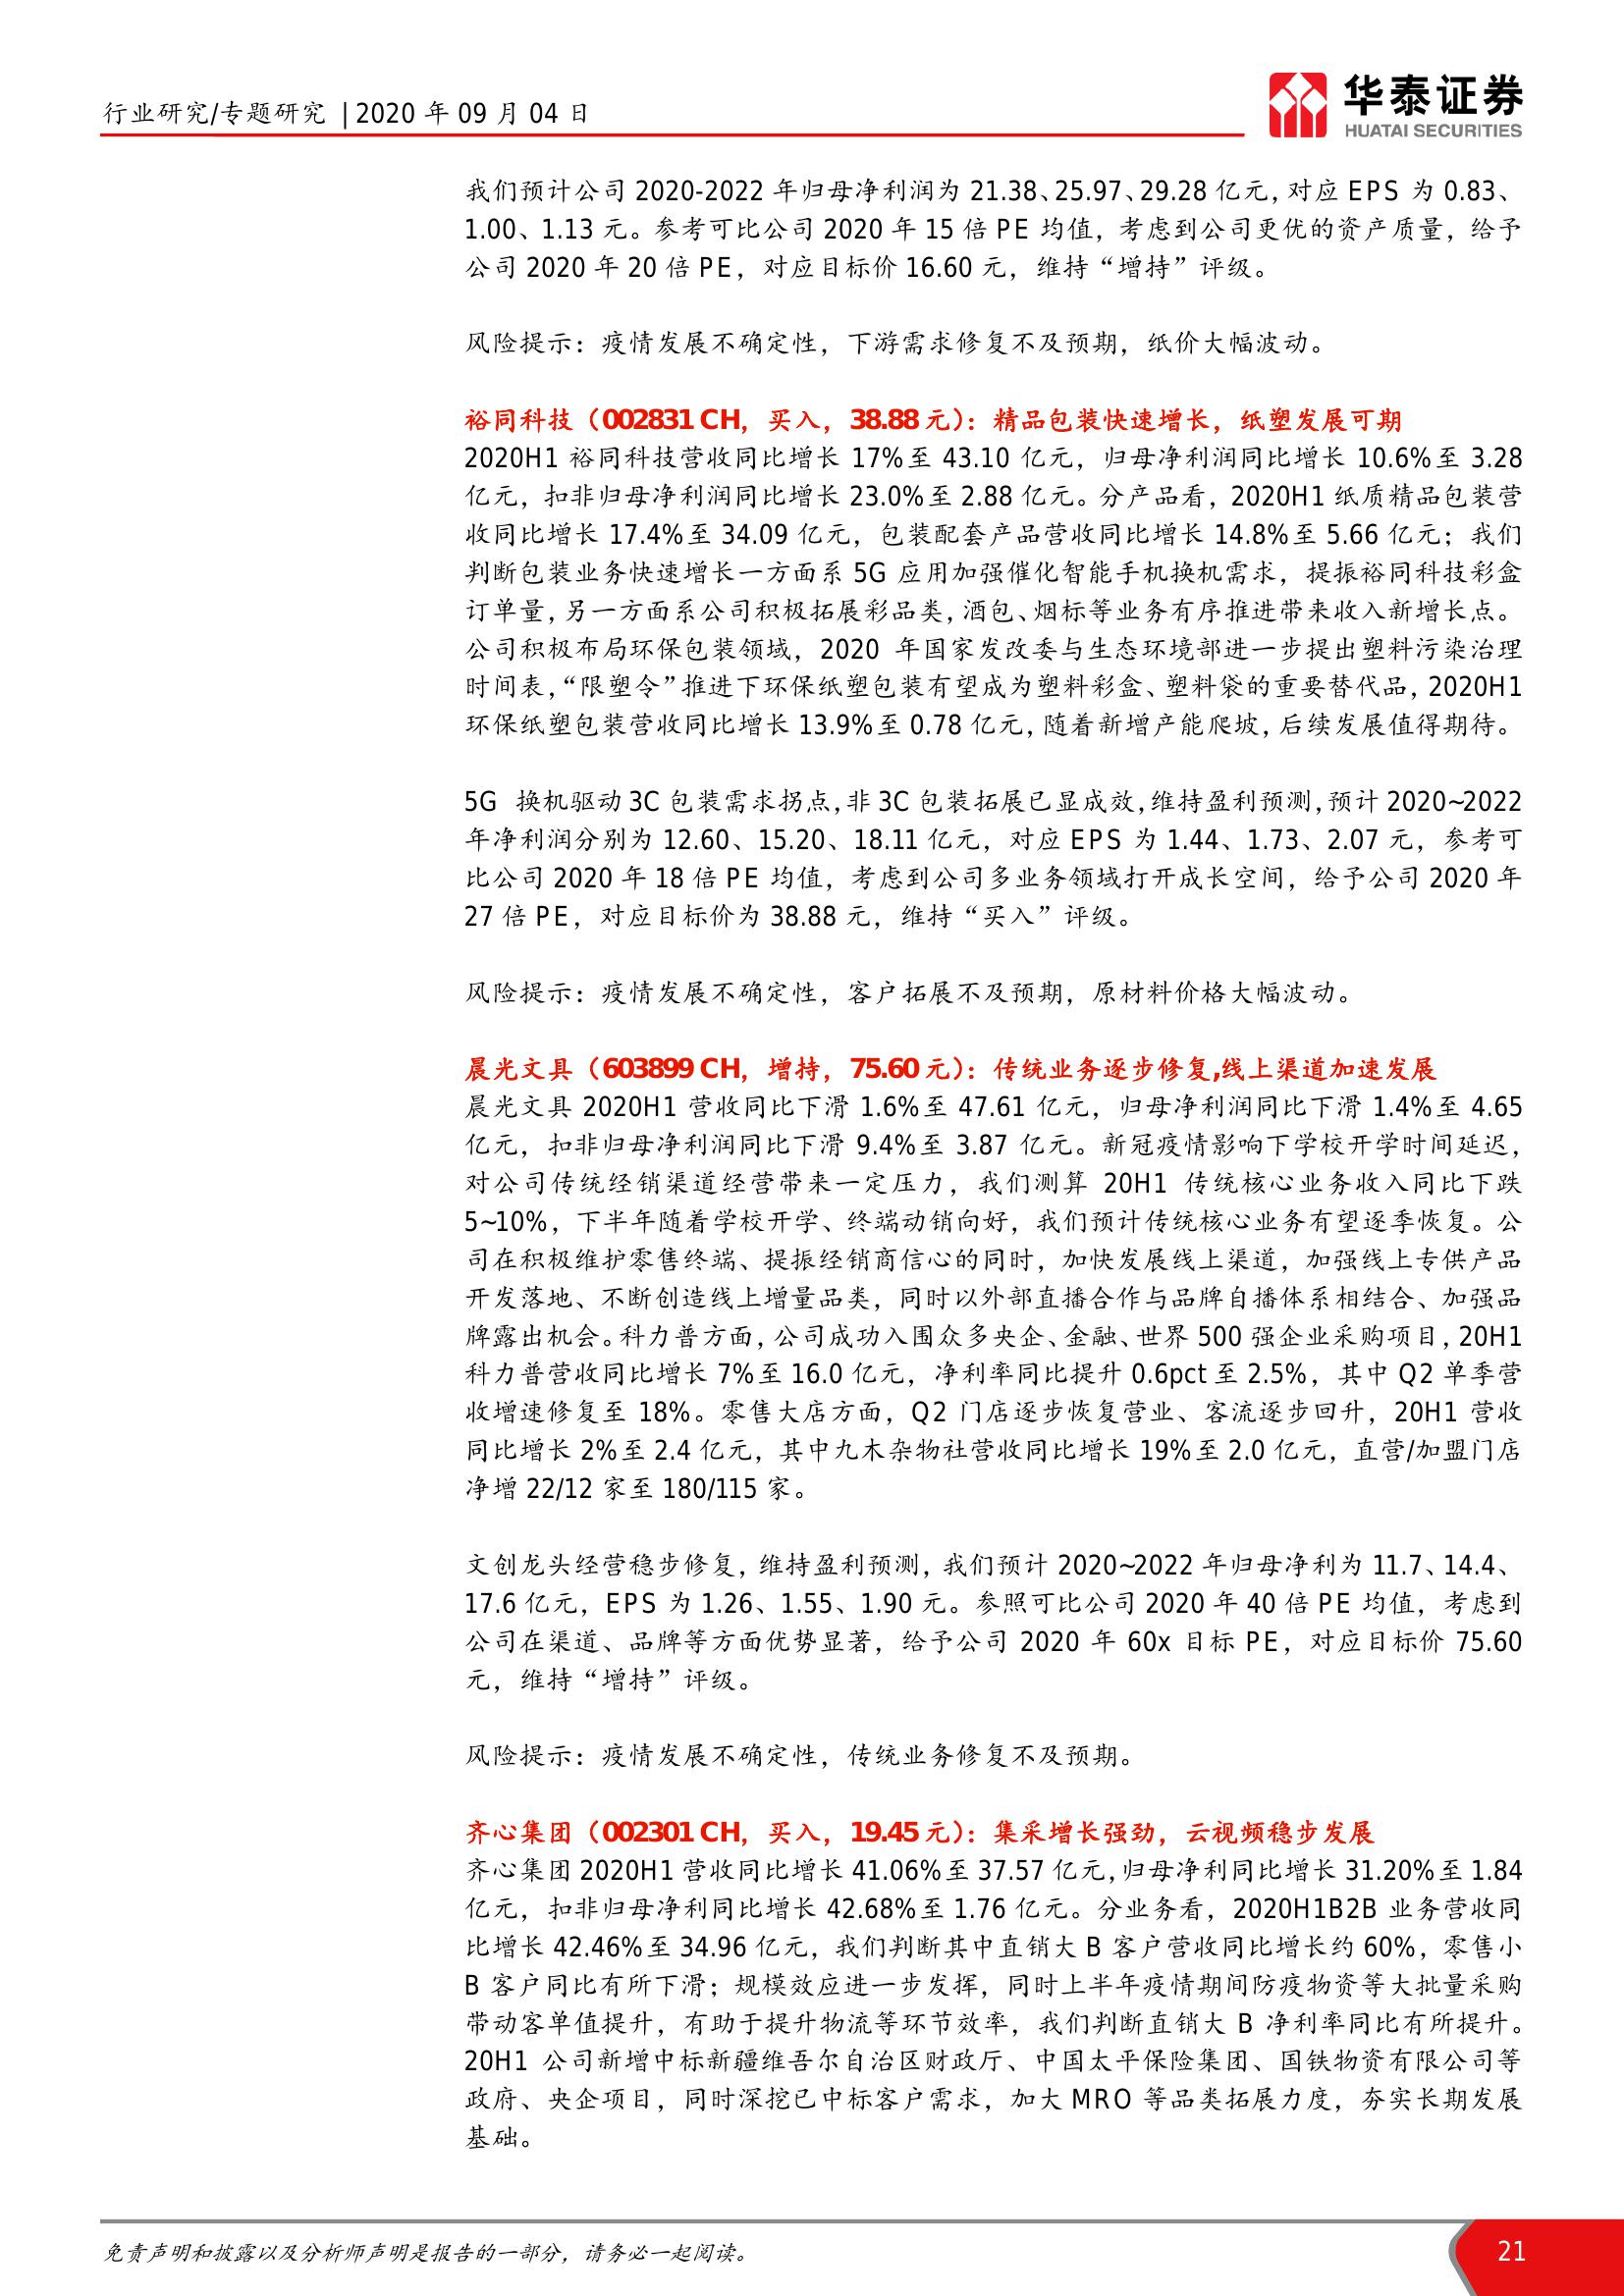 行业研究/专题研究 | 2020 年 09 月 04 日
华泰证券
HUATAI SECURITIES
我们预计公司 2020-2022 年归母净利润为 21.38、25.97、29.28 亿元，对应 EPS 为 0.83、
1.00、1.13 元。参考可比公司 2020 年 15 倍 PE 均值，考虑到公司更优的资产质量，给予
公司 2020 年 20 倍 PE，对应目标价 16.60 元，维持“增持”评级。
风险提示：疫情发展不确定性，下游需求修复不及预期，纸价大幅波动。
裕同科技（002831 CH，买入，38.88 元）：精品包装快速增长，纸塑发展可期
2020H1 裕同科技营收同比增长 17%至 43.10 亿元，归母净利润同比增长 10.6%至 3.28
亿元，扣非归母净利润同比增长 23.0%至 2.88 亿元。分产品看，2020H1 纸质精品包装营
收同比增长 17.4%至 34.09 亿元，包装配套产品营收同比增长 14.8%至 5.66 亿元；我们
判断包装业务快速增长一方面系 5G 应用加强催化智能手机换机需求，提振裕同科技彩盒
订单量，另一方面系公司积极拓展彩品类，酒包、烟标等业务有序推进带来收入新增长点。
公司积极布局环保包装领域，2020 年国家发改委与生态环境部进一步提出塑料污染治理
时间表，“限塑令”推进下环保纸塑包装有望成为塑料彩盒、塑料袋的重要替代品，2020H1
环保纸塑包装营收同比增长 13.9%至 0.78 亿元，随着新增产能爬坡，后续发展值得期待。
5G 换机驱动 3C 包装需求拐点，非 3C 包装拓展已显成效，维持盈利预测，预计 2020~2022
年净利润分别为 12.60、15.20、18.11 亿元，对应 EPS 为 1.44、1.73、2.07 元，参考可
比公司 2020 年 18 倍 PE 均值，考虑到公司多业务领域打开成长空间，给予公司 2020 年
27 倍 PE，对应目标价为 38.88 元，维持“买入”评级。
风险提示：疫情发展不确定性，客户拓展不及预期，原材料价格大幅波动。
晨光文具（603899 CH，增持，75.60 元）：传统业务逐步修复,线上渠道加速发展
晨光文具 2020H1 营收同比下滑 1.6%至 47.61 亿元，归母净利润同比下滑 1.4%至 4.65
亿元，扣非归母净利润同比下滑 9.4%至 3.87 亿元。新冠疫情影响下学校开学时间延迟，
对公司传统经销渠道经营带来一定压力，我们测算 20H1 传统核心业务收入同比下跌
5~10%，下半年随着学校开学、终端动销向好，我们预计传统核心业务有望逐季恢复。公
司在积极维护零售终端、提振经销商信心的同时，加快发展线上渠道，加强线上专供产品
开发落地、不断创造线上增量品类，同时以外部直播合作与品牌自播体系相结合、加强品
牌露出机会。科力普方面，公司成功入围众多央企、金融、世界 500 强企业采购项目，20H1
科力普营收同比增长 7%至 16.0 亿元，净利率同比提升 0.6pct 至 2.5%，其中 Q2 单季营
收增速修复至 18%。零售大店方面，Q2 门店逐步恢复营业、客流逐步回升，20H1 营收
同比增长 2%至 2.4 亿元，其中九木杂物社营收同比增长 19%至 2.0 亿元，直营/加盟门店
净增 22/12 家至 180/115 家。
文创龙头经营稳步修复，维持盈利预测，我们预计 2020~2022 年归母净利为 11.7、14.4、
17.6 亿元，EPS 为 1.26、1.55、1.90 元。参照可比公司 2020 年 40 倍 PE 均值，考虑到
公司在渠道、品牌等方面优势显著，给予公司 2020 年 60x 目标 PE，对应目标价 75.60
元，维持“增持”评级。
风险提示：疫情发展不确定性，传统业务修复不及预期。
齐心集团（002301 CH，买入，19.45 元）：集采增长强劲，云视频稳步发展
齐心集团 2020H1 营收同比增长 41.06%至 37.57 亿元，归母净利同比增长 31.20%至 1.84
亿元，扣非归母净利同比增长 42.68%至 1.76 亿元。分业务看，2020H1B2B 业务营收同
比增长 42.46%至 34.96 亿元，我们判断其中直销大 B 客户营收同比增长约 60%，零售小
B 客户同比有所下滑；规模效应进一步发挥，同时上半年疫情期间防疫物资等大批量采购
带动客单值提升，有助于提升物流等环节效率，我们判断直销大 B 净利率同比有所提升。
20H1 公司新增中标新疆维吾尔自治区财政厅、中国太平保险集团、国铁物资有限公司等
政府、央企项目，同时深挖已中标客户需求，加大 MRO 等品类拓展力度，夯实长期发展
基础。
免责声明和披露以及分析师声明是报告的一部分，请务必一起阅读。
21